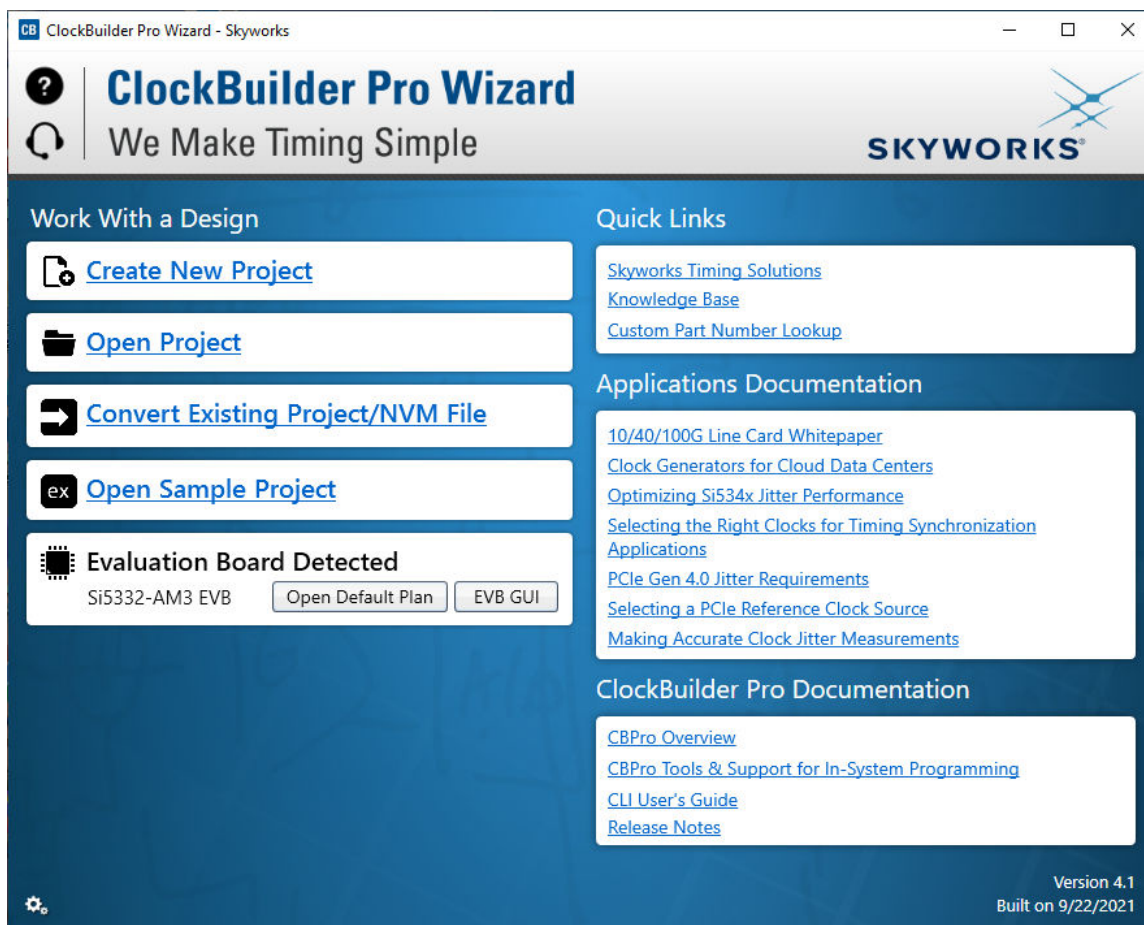 CB ClockBuilder Pro Wizard - Skyworks
? ClockBuilder Pro Wizard
We Make Timing Simple
SKYWORKS®
Work With a Design
Create New Project
Open Project
Convert Existing Project/NVM File
ex Open Sample Project
Evaluation Board Detected
Si5332-AM3 EVB Open Default Plan EVB GUI
Quick Links
Skyworks Timing Solutions
Knowledge Base
Custom Part Number Lookup
Applications Documentation
10/40/100G Line Card Whitepaper
Clock Generators for Cloud Data Centers
Optimizing Si534x Jitter Performance
Selecting the Right Clocks for Timing Synchronization
Applications
PCIe Gen 4.0 Jitter Requirements
Selecting a PCIe Reference Clock Source
Making Accurate Clock Jitter Measurements
ClockBuilder Pro Documentation
CBPro Overview
CBPro Tools & Support for In-System Programming
CLI User's Guide
Release Notes
Version 4.1
Built on 9/22/2021